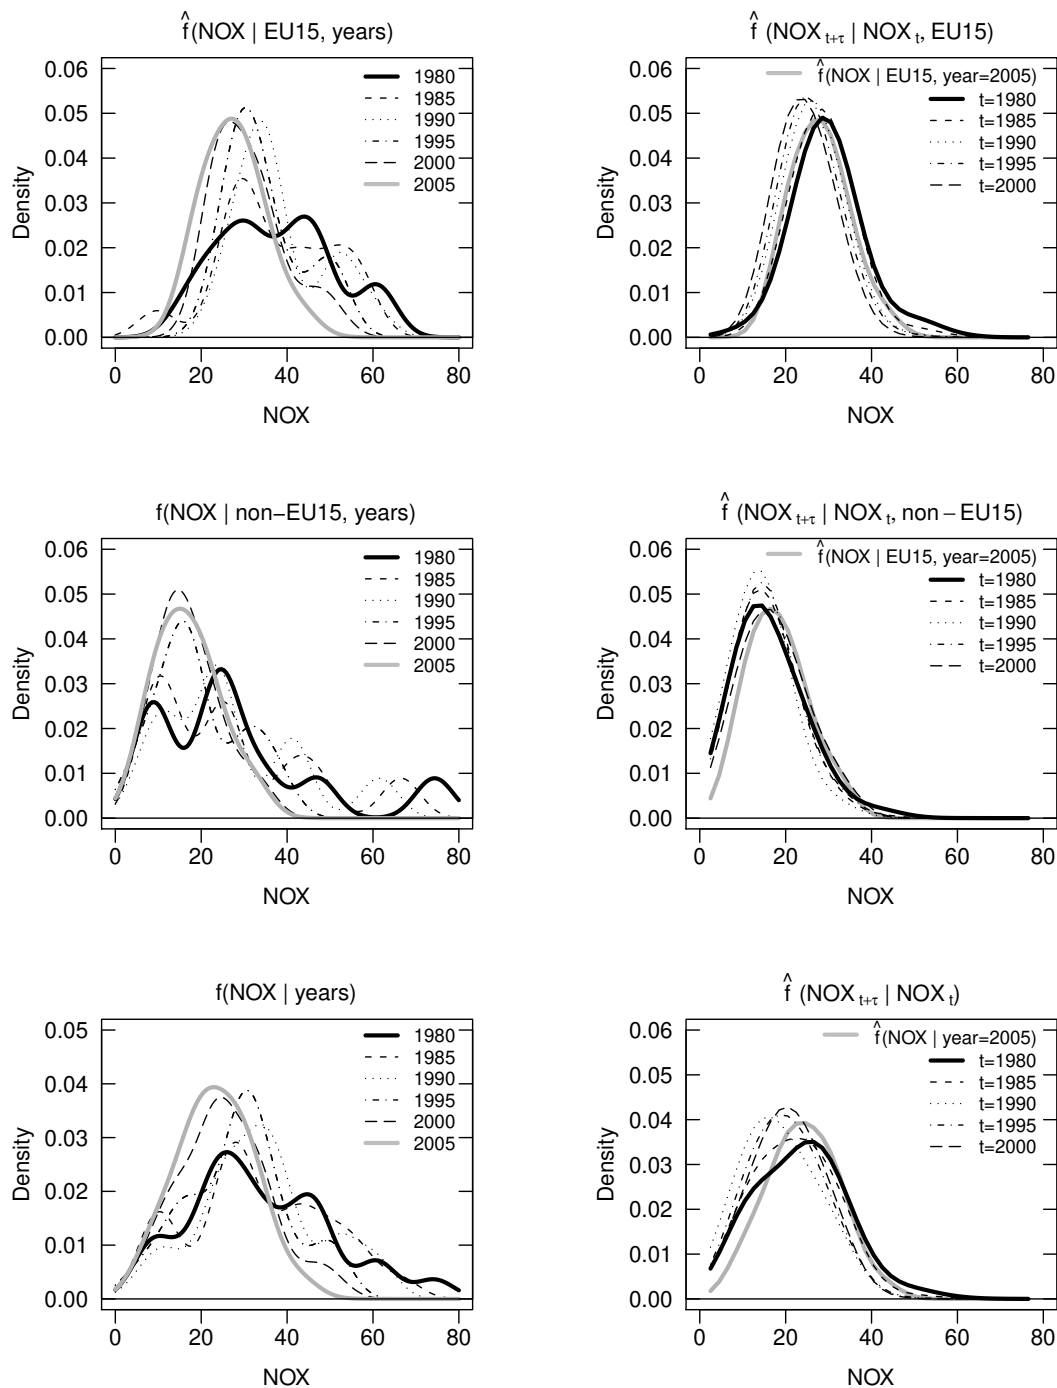 f̂(NOX | EU15, years)
0.06
0.05
0.04
0.03
0.02
0.01
0.00
Density
0 20 40 60 80
NOX
1980
1985
1990
1995
2000
2005
f̂ (NOXt+τ | NOXt, EU15)
0.06
0.05
0.04
0.03
0.02
0.01
0.00
Density
0 20 40 60 80
NOX
f̂(NOX | EU15, year=2005)
t=1980
t=1985
t=1990
t=1995
t=2000
f(NOX | non−EU15, years)
0.06
0.05
0.04
0.03
0.02
0.01
0.00
Density
0 20 40 60 80
NOX
1980
1985
1990
1995
2000
2005
f̂ (NOXt+τ | NOXt, non−EU15)
0.06
0.05
0.04
0.03
0.02
0.01
0.00
Density
0 20 40 60 80
NOX
f̂(NOX | EU15, year=2005)
t=1980
t=1985
t=1990
t=1995
t=2000
f(NOX | years)
0.05
0.04
0.03
0.02
0.01
0.00
Density
0 20 40 60 80
NOX
1980
1985
1990
1995
2000
2005
f̂ (NOXt+τ | NOXt)
0.06
0.05
0.04
0.03
0.02
0.01
0.00
Density
0 20 40 60 80
NOX
f̂(NOX | year=2005)
t=1980
t=1985
t=1990
t=1995
t=2000